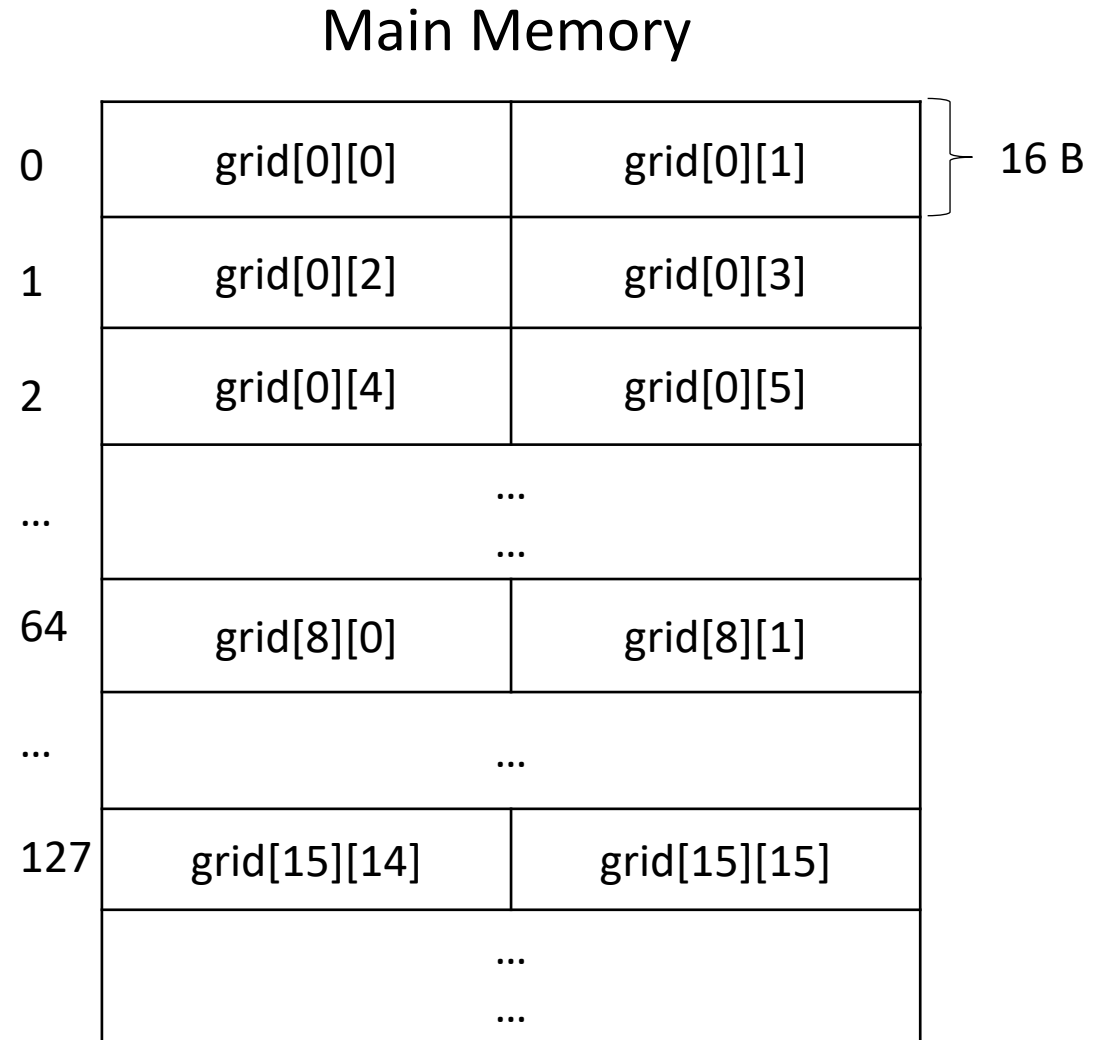 Main Memory
0 grid[0][0] grid[0][1] 16 B
1 grid[0][2] grid[0][3]
2 grid[0][4] grid[0][5]
… …
…
64 grid[8][0] grid[8][1]
… …
127 grid[15][14] grid[15][15]
…
…